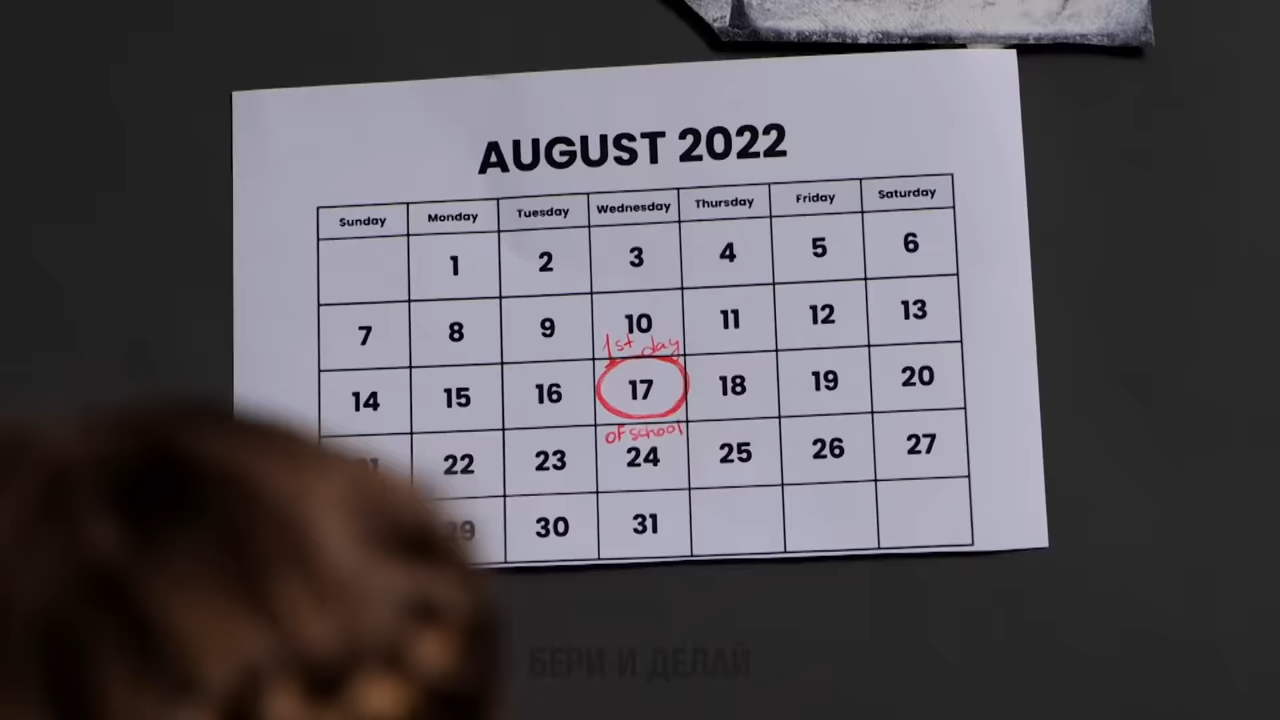 AUGUST 2022
Sunday Monday Tuesday Wednesday Thursday Friday Saturday
1 2 3 4 5 6
7 8 9 10 11 12 13
1st day
14 15 16 17 18 19 20
of school
22 23 24 25 26 27
30 31
БЕРИ И ДЕЛАЙ